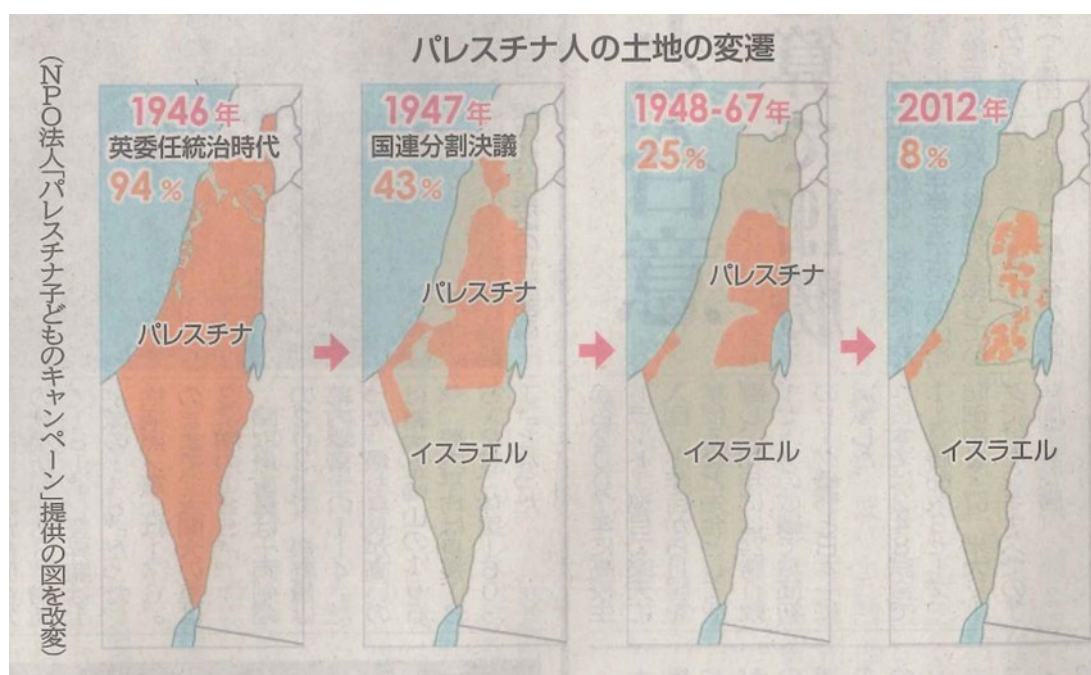 パレスチナ人の土地の変遷
1946年
英委任統治時代
94%
パレスチナ
1947年
国連分割決議
43%
パレスチナ
イスラエル
1948-67年
25%
パレスチナ
イスラエル
2012年
8%
イスラエル
(NPO法人「パレスチナ子どものキャンペーン」提供の図を改変)